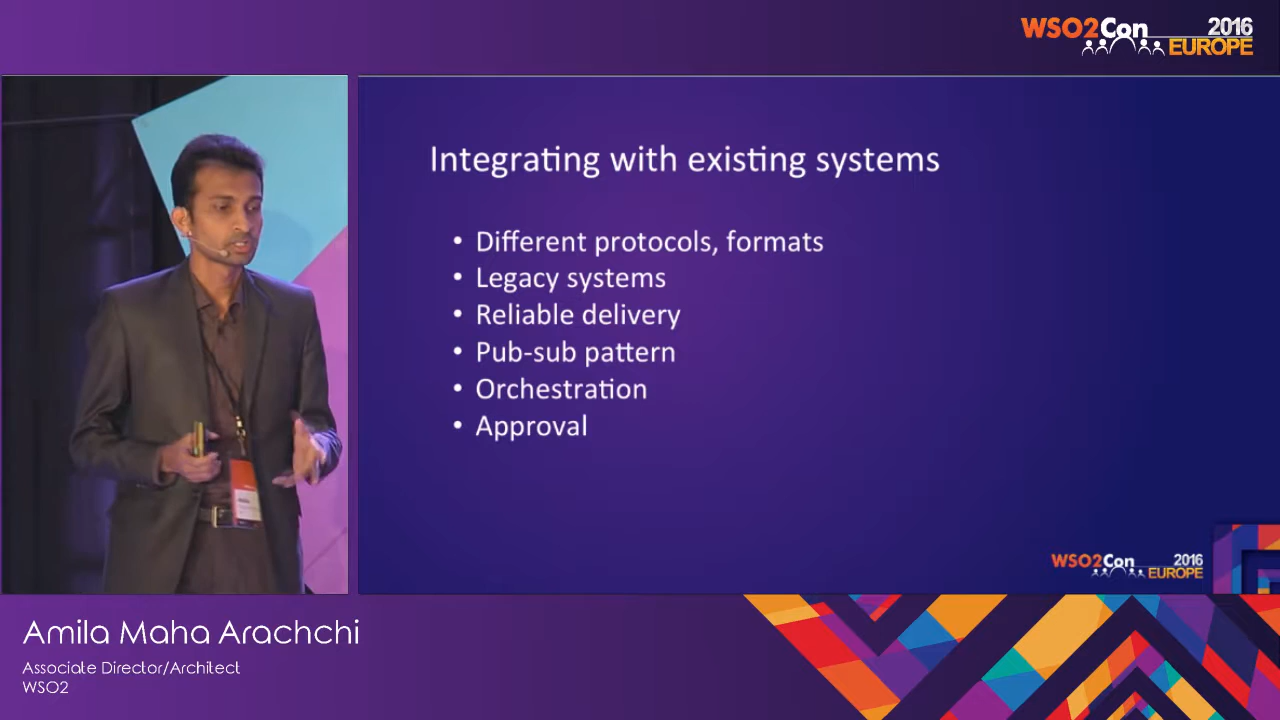 WSO2Con 2016
EUROPE
Integrating with existing systems
• Different protocols, formats
• Legacy systems
• Reliable delivery
• Pub-sub pattern
• Orchestration
• Approval
WSO2Con 2016
EUROPE
Amila Maha Arachchi
Associate Director/Architect
WSO2